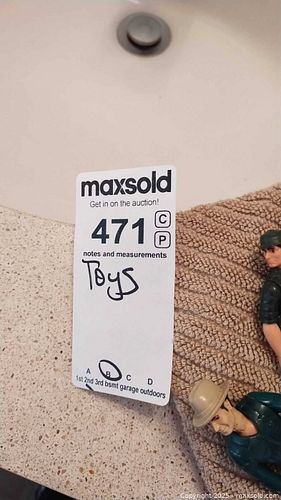 maxsold
Get in on the auction!
471 C
P
notes and measurements
Toys
A B C D
1st 2nd 3rd bsmt garage outdoors
Copyright 2025 - maxsold.com